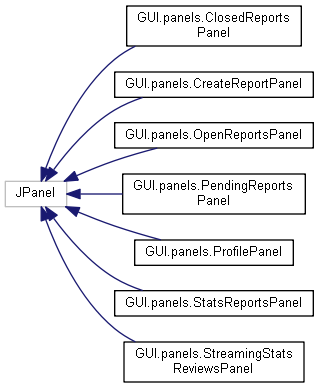 GUI.panels.ClosedReports
Panel
GUI.panels.CreateReportPanel
GUI.panels.OpenReportsPanel
JPanel
GUI.panels.PendingReports
Panel
GUI.panels.ProfilePanel
GUI.panels.StatsReportsPanel
GUI.panels.StreamingStats
ReviewsPanel